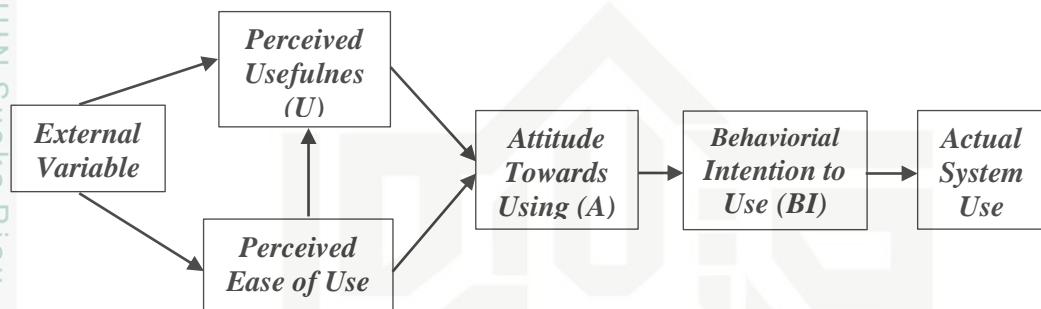 External
Variable
Perceived
Usefulnes
(U)
Perceived
Ease of Use
Attitude
Towards
Using (A)
Behaviorial
Intention to
Use (BI)
Actual
System
Use